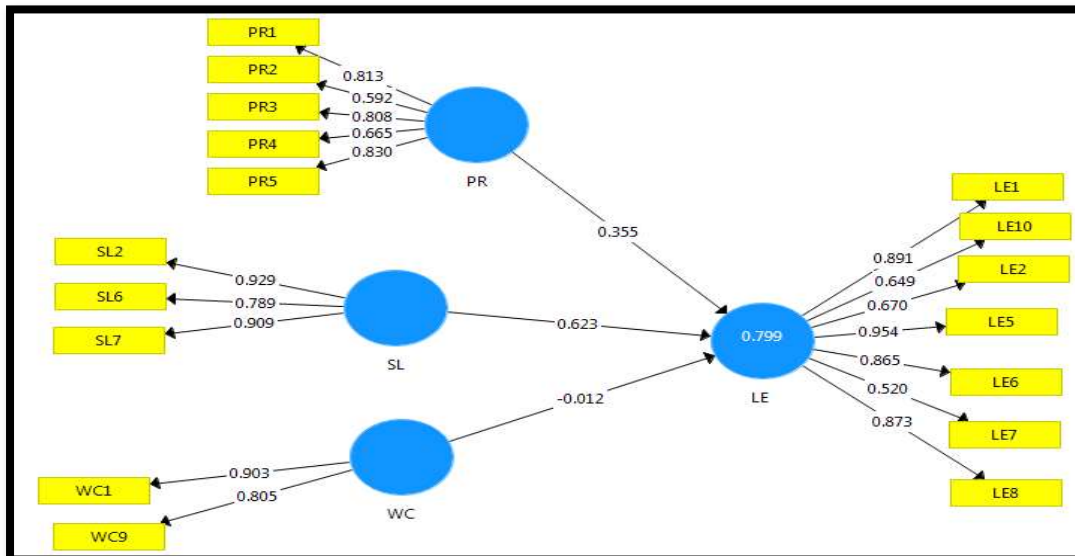 PR1
PR2
PR3
PR4
PR5
0.813
0.592
0.808
0.665
0.830
PR
0.355
SL2
SL6
SL7
0.929
0.789
0.909
SL
0.623
WC1
WC9
0.903
0.805
WC
-0.012
0.799
LE
0.891
0.649
0.670
0.954
0.865
0.520
0.873
LE1
LE10
LE2
LE5
LE6
LE7
LE8